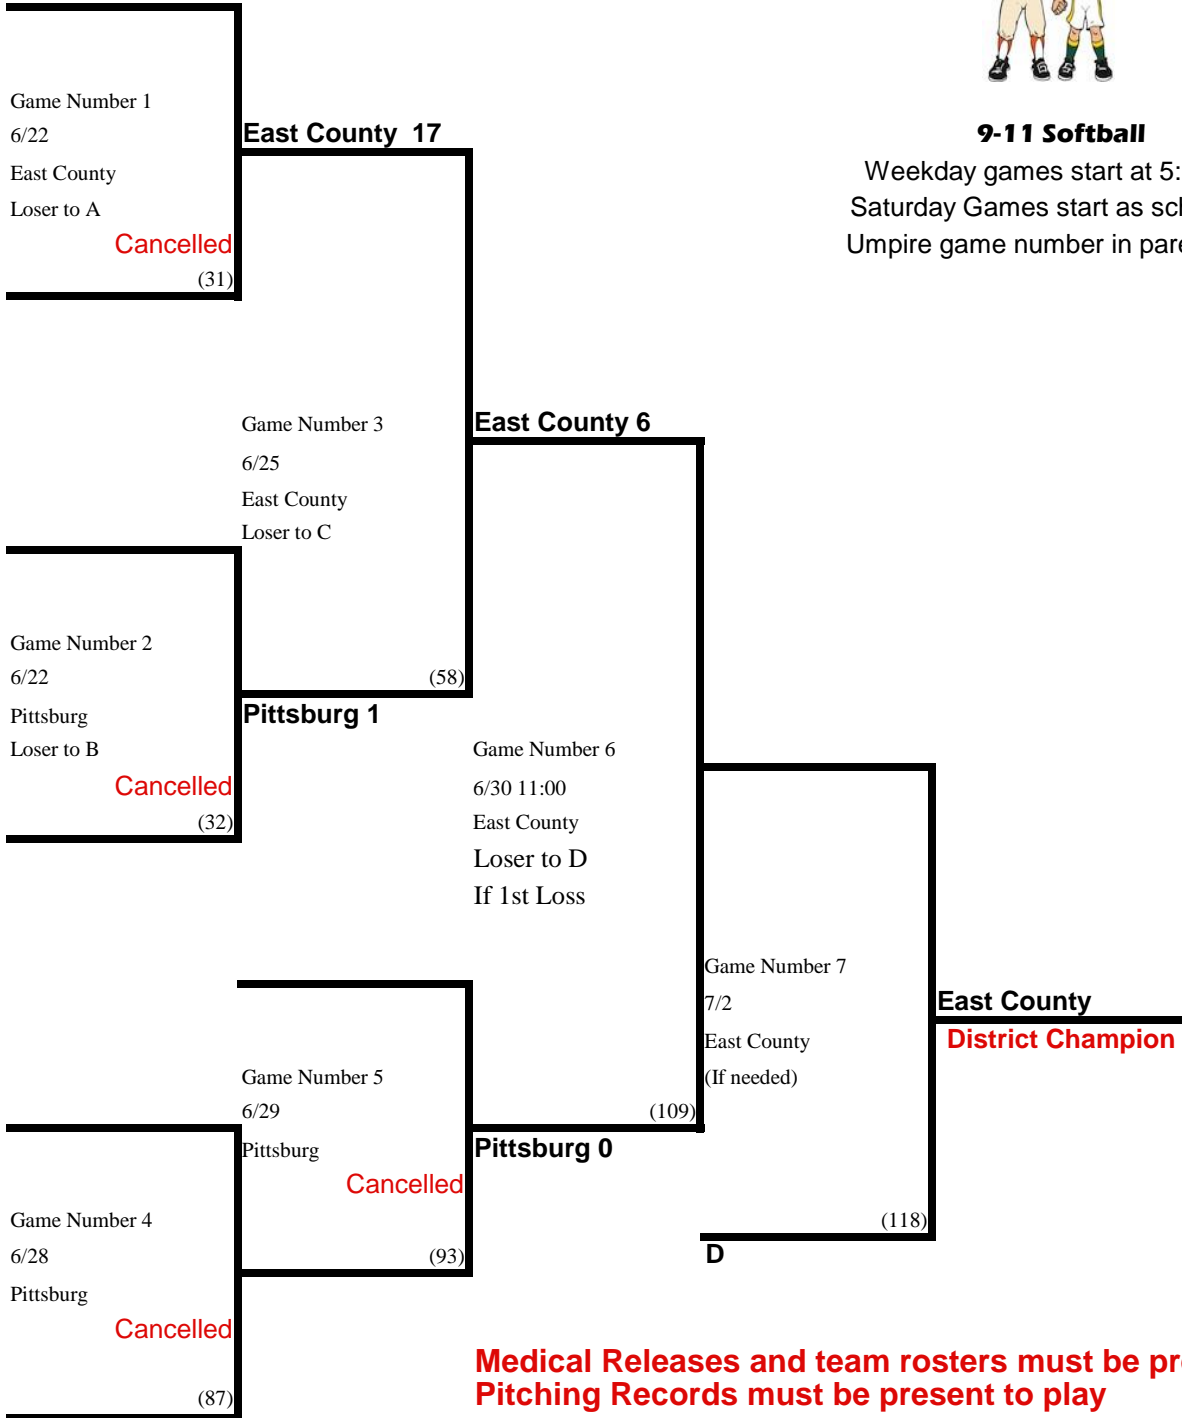 Game Number 1
6/22
East County
Loser to A
Cancelled
(31)
East County 17
9-11 Softball
Weekday games start at 5:
Saturday Games start as
Umpire game number in
Game Number 3
6/25
East County
Loser to C
(58)
East County 6
Game Number 2
6/22
Pittsburg
Loser to B
Cancelled
(32)
Pittsburg 1
Game Number 6
6/30 11:00
East County
Loser to D
If 1st Loss
(109)
Game Number 7
7/2
East County
(If needed)
(118)
East County
District Champion
Game Number 5
6/29
Pittsburg
Cancelled
(93)
Pittsburg 0
D
Game Number 4
6/28
Pittsburg
Cancelled
(87)
Medical Releases and team rosters must be
Pitching Records must be present to play